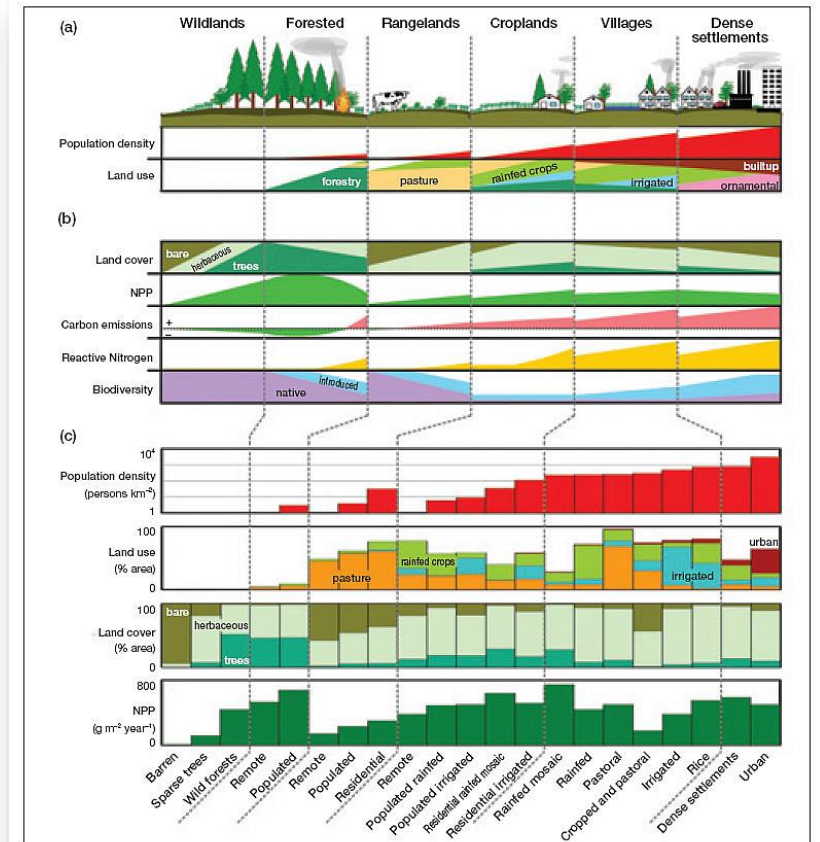 (a)
Wildlands Forested Rangelands Croplands Villages Dense
settlements
Population density
Land use
forestry
pasture
rainfed crops
irrigated
builtup
ornamental
(b)
Land cover
bare
herbaceous
trees
NPP
Carbon emissions
+
–
Reactive Nitrogen
Biodiversity
native
introduced
(c)
Population density
(persons km⁻²)
10⁴
1
Land use
(% area)
100
0
pasture
rainfed crops
irrigated
urban
Land cover
(% area)
100
0
bare
herbaceous
trees
NPP
(g m⁻² year⁻¹)
800
0
Barren
Sparse trees
Wild forests
Remote
Populated
Remote
Populated
Residential
Remote
Populated rainfed
Populated irrigated
Residential rainfed mosaic
Residential irrigated
Rainfed mosaic
Rainfed
Pastoral
Cropped and pastoral
Irrigated
Rice
Dense settlements
Urban